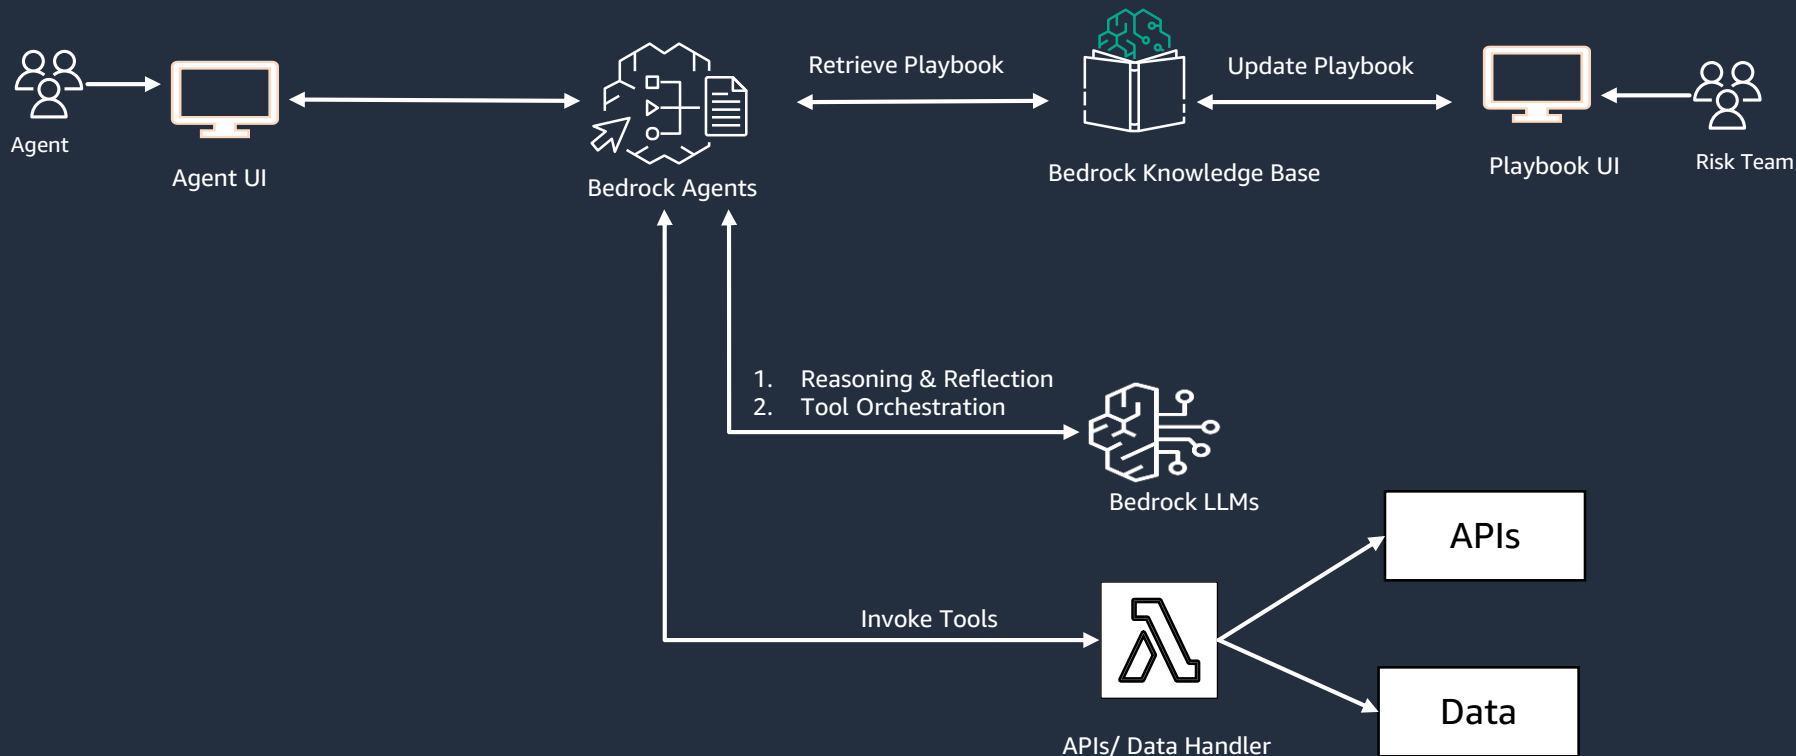 Agent
Agent UI
Bedrock Agents
Retrieve Playbook
Bedrock Knowledge Base
Update Playbook
Playbook UI
Risk Team
1. Reasoning & Reflection
2. Tool Orchestration
Bedrock LLMs
Invoke Tools
APIs/ Data Handler
APIs
Data